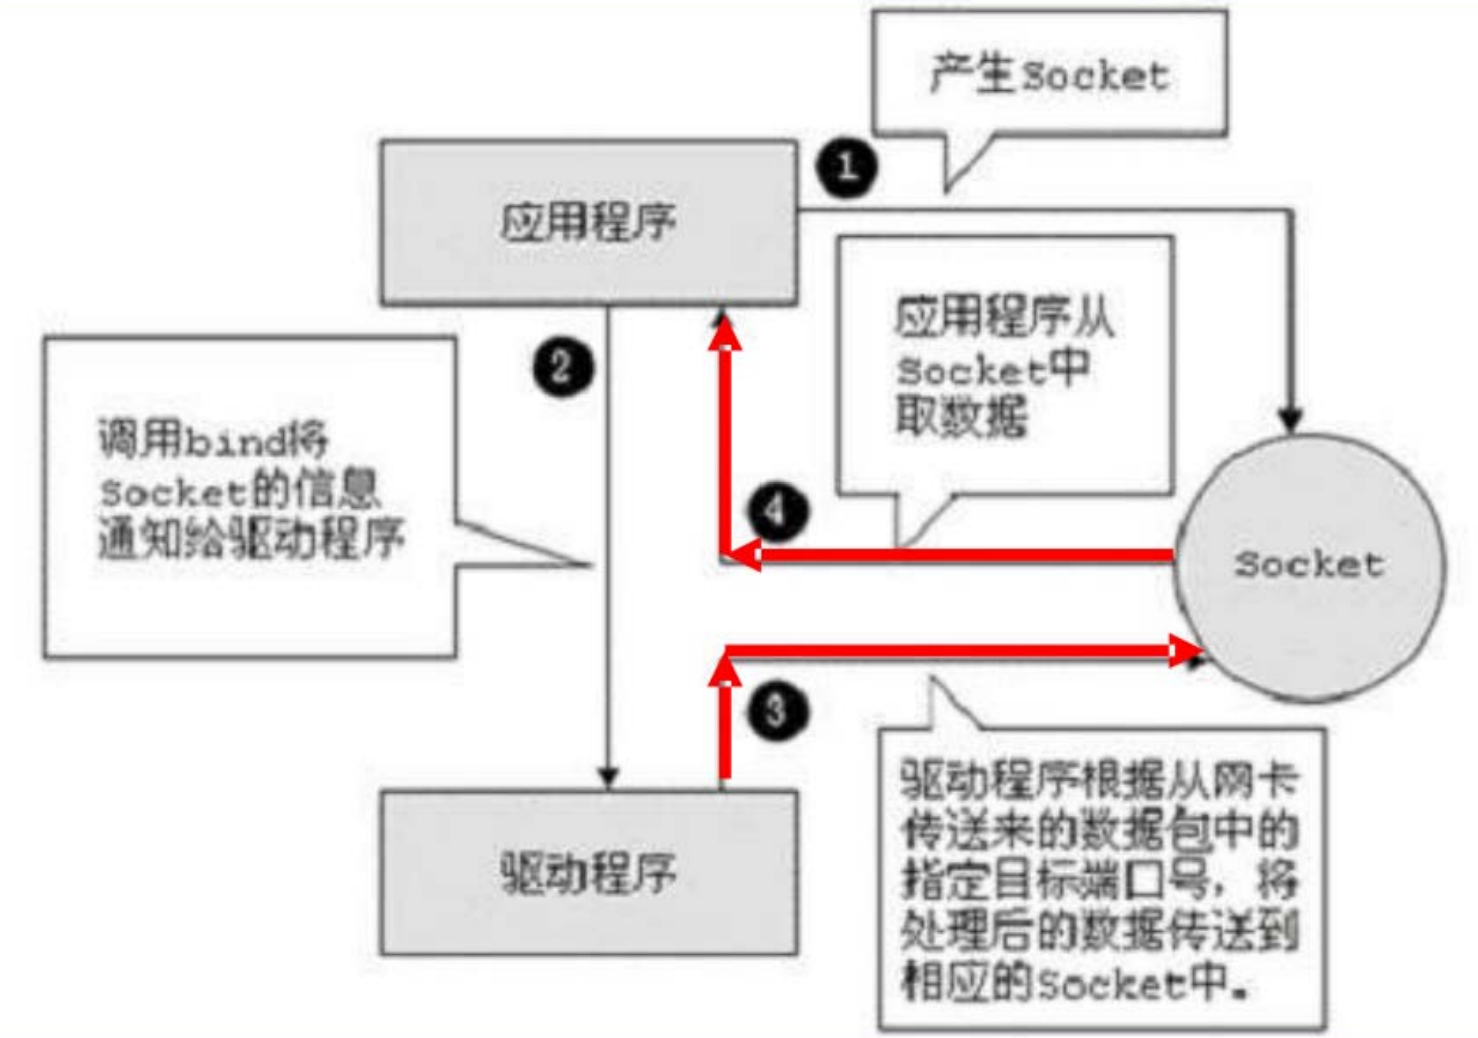 产生Socket
1
应用程序
应用程序从
Socket中
取数据
2
调用bind将
Socket的信息
通知给驱动程序
4
Socket
3
驱动程序根据从网卡
传送来的数据包中的
指定目标端口号，将
处理后的数据传送到
相应的Socket中。
驱动程序